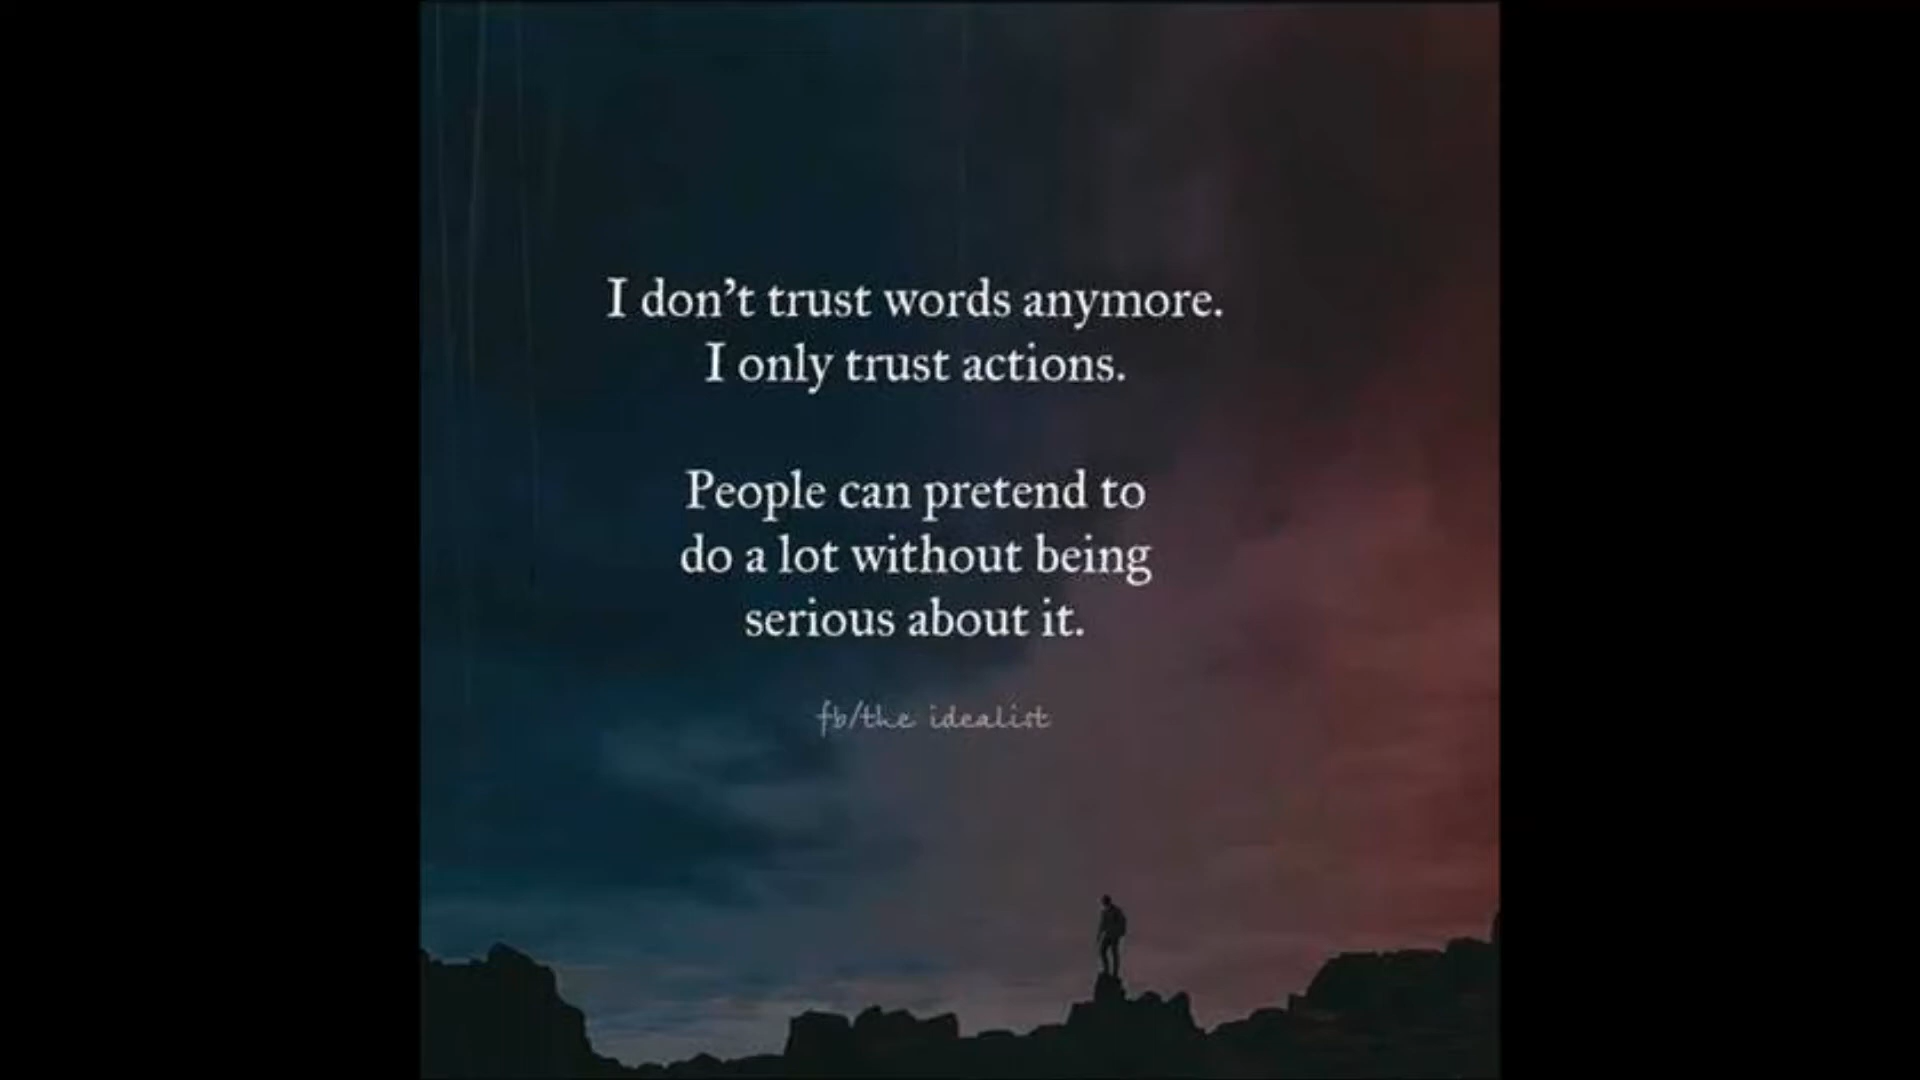 I don’t trust words anymore.
I only trust actions.
People can pretend to
do a lot without being
serious about it.
fb/the idealist